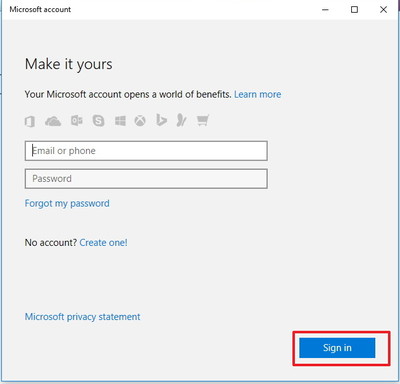 Microsoft account
Make it yours
Your Microsoft account opens a world of benefits. Learn more
Email or phone
Password
Forgot my password
No account? Create one!
Microsoft privacy statement
Sign in